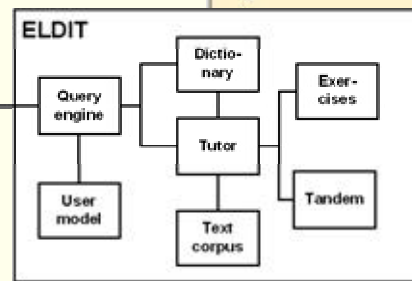 ELDIT
Dictio-
nary
Query
engine
Exer-
cises
Tutor
User
model
Tandem
Text
corpus